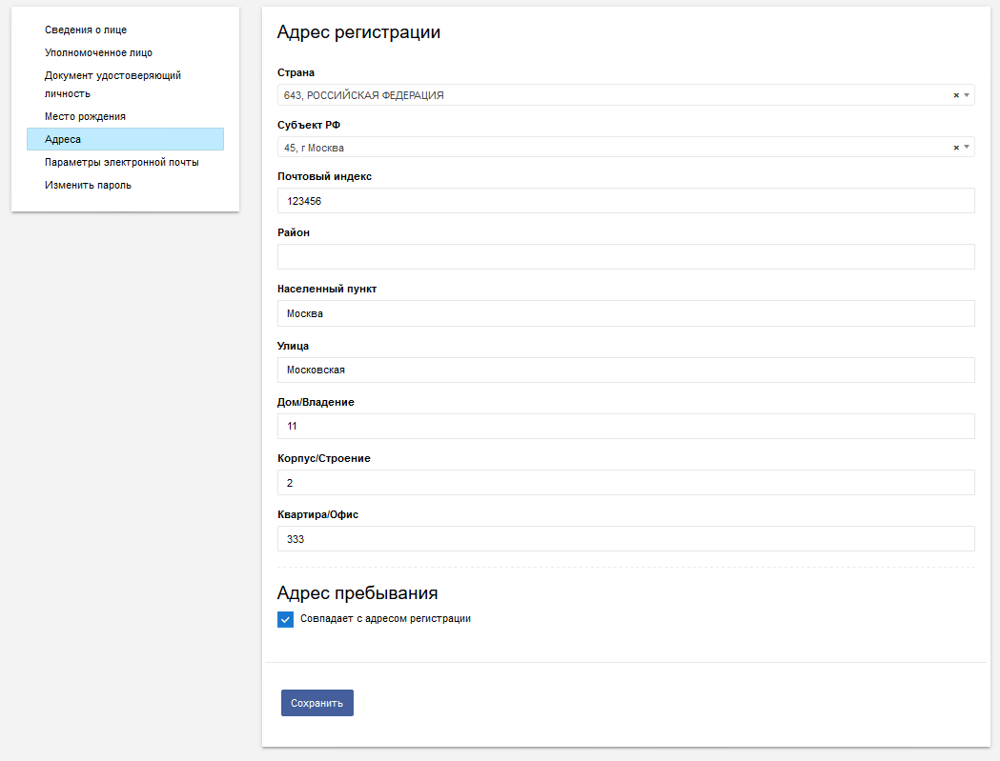 Сведения о лице
Уполномоченное лицо
Документ удостоверяющий
личность
Место рождения
Адреса
Параметры электронной почты
Изменить пароль
Адрес регистрации
Страна
643, РОССИЙСКАЯ ФЕДЕРАЦИЯ
Субъект РФ
45, г Москва
Почтовый индекс
123456
Район
Населенный пункт
Москва
Улица
Московская
Дом/Владение
11
Корпус/Строение
2
Квартира/Офис
333
Адрес пребывания
Совпадает с адресом регистрации
Сохранить